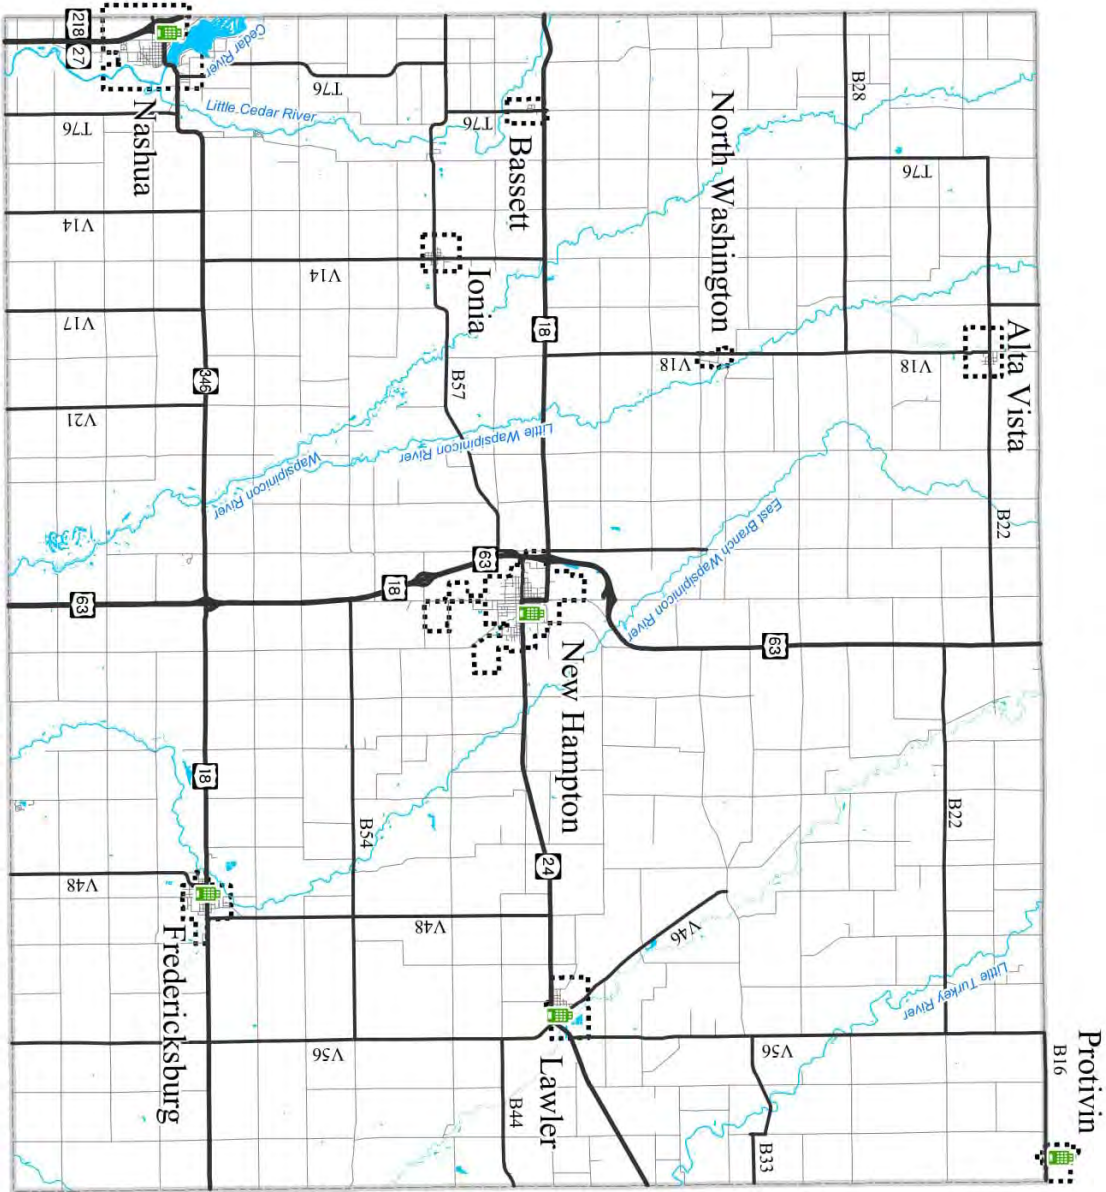 Protivin
B16
Alta Vista
B22
B22
T76
V18
B28
North Washington
V18
63
East Branch Wapsipinicon River
Little Turkey River
V56
B33
V46
Bassett
T76
18
Ionia
V14
B57
Little Wapsipinicon River
New Hampton
63
18
24
Lawler
B44
Cedar River
Little Cedar River
T76
Nashua
218
27
T76
V14
V17
V21
346
Wapsipinicon River
63
B54
18
V48
V48
Fredericksburg
V56